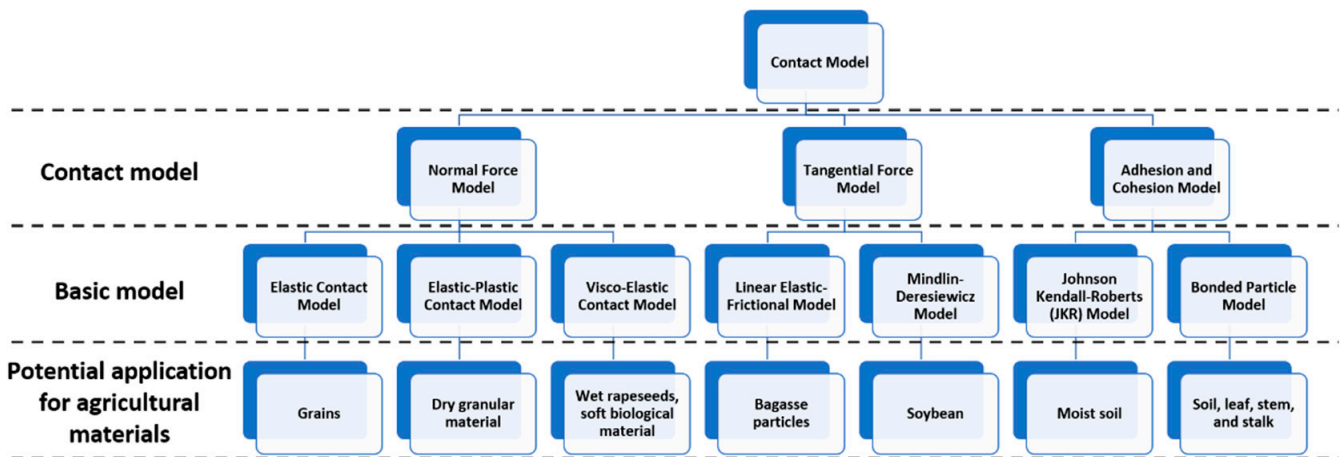 Contact Model
Contact model
Normal Force
Model
Tangential Force
Model
Adhesion and
Cohesion Model
Basic model
Elastic Contact
Model
Elastic-Plastic
Contact Model
Visco-Elastic
Contact Model
Linear Elastic-
Frictional Model
Mindlin-
Deresiewicz
Model
Johnson
Kendall-Roberts
(JKR) Model
Bonded Particle
Model
Potential application
for agricultural
materials
Grains
Dry granular
material
Wet rapeseeds,
soft biological
material
Bagasse
particles
Soybean
Moist soil
Soil, leaf, stem,
and stalk